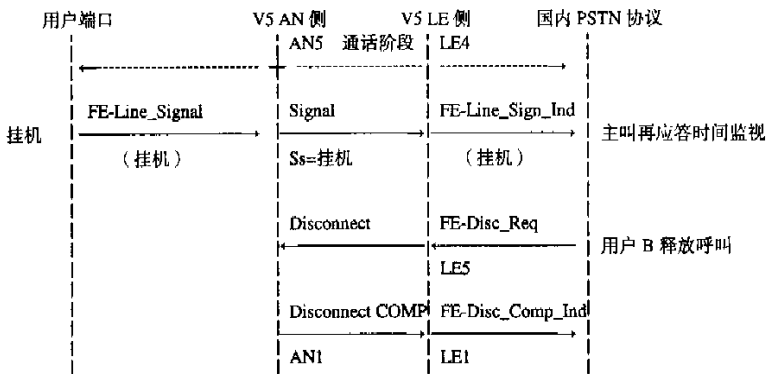 用户端口 V5 AN 侧 V5 LE 侧 国内 PSTN 协议
AN5 通话阶段 LE4
FE-Line_Signal Signal FE-Line_Sign_Ind
挂机 主叫再应答时间监视
（挂机） Ss=挂机 （挂机）
Disconnect FE-Disc_Req
用户 B 释放呼叫
LE5
Disconnect COMP FE-Disc_Comp_Ind
AN1 LE1